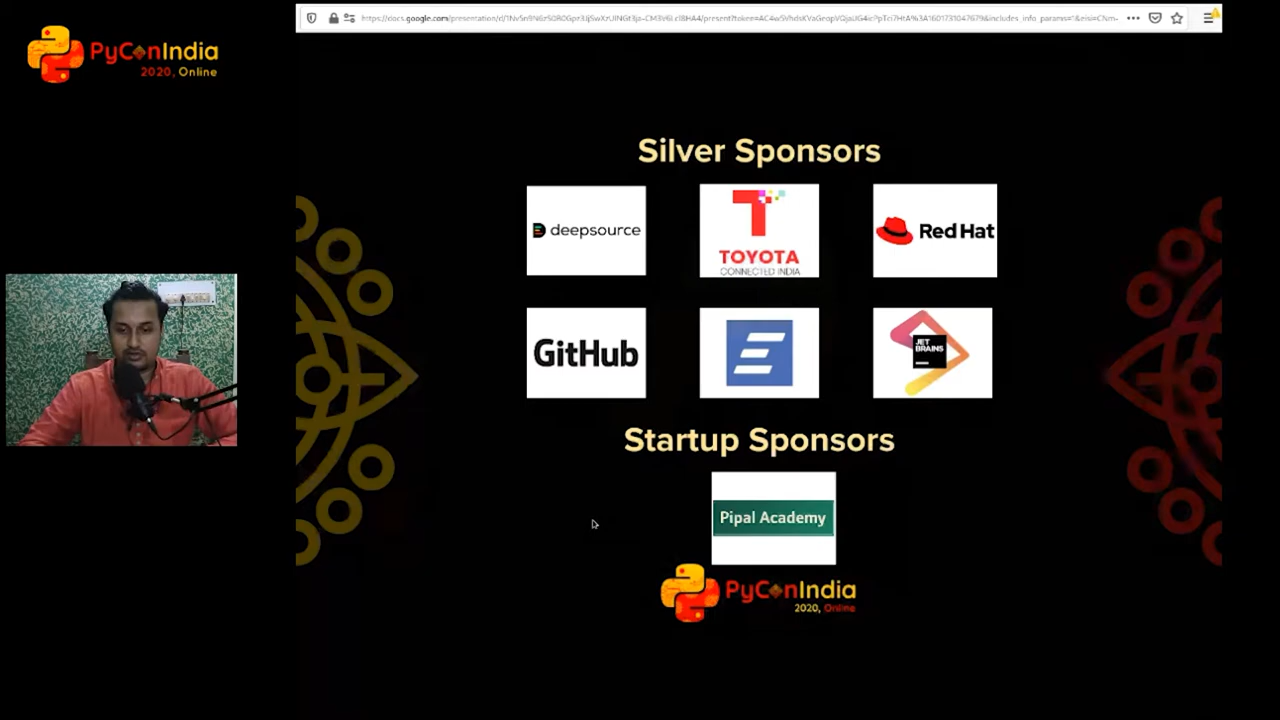 PyConIndia
2020, Online
Silver Sponsors
deepsource
TOYOTA
CONNECTED INDIA
Red Hat
GitHub
JET
BRAINS
Startup Sponsors
Pipal Academy
PyConIndia
2020, Online